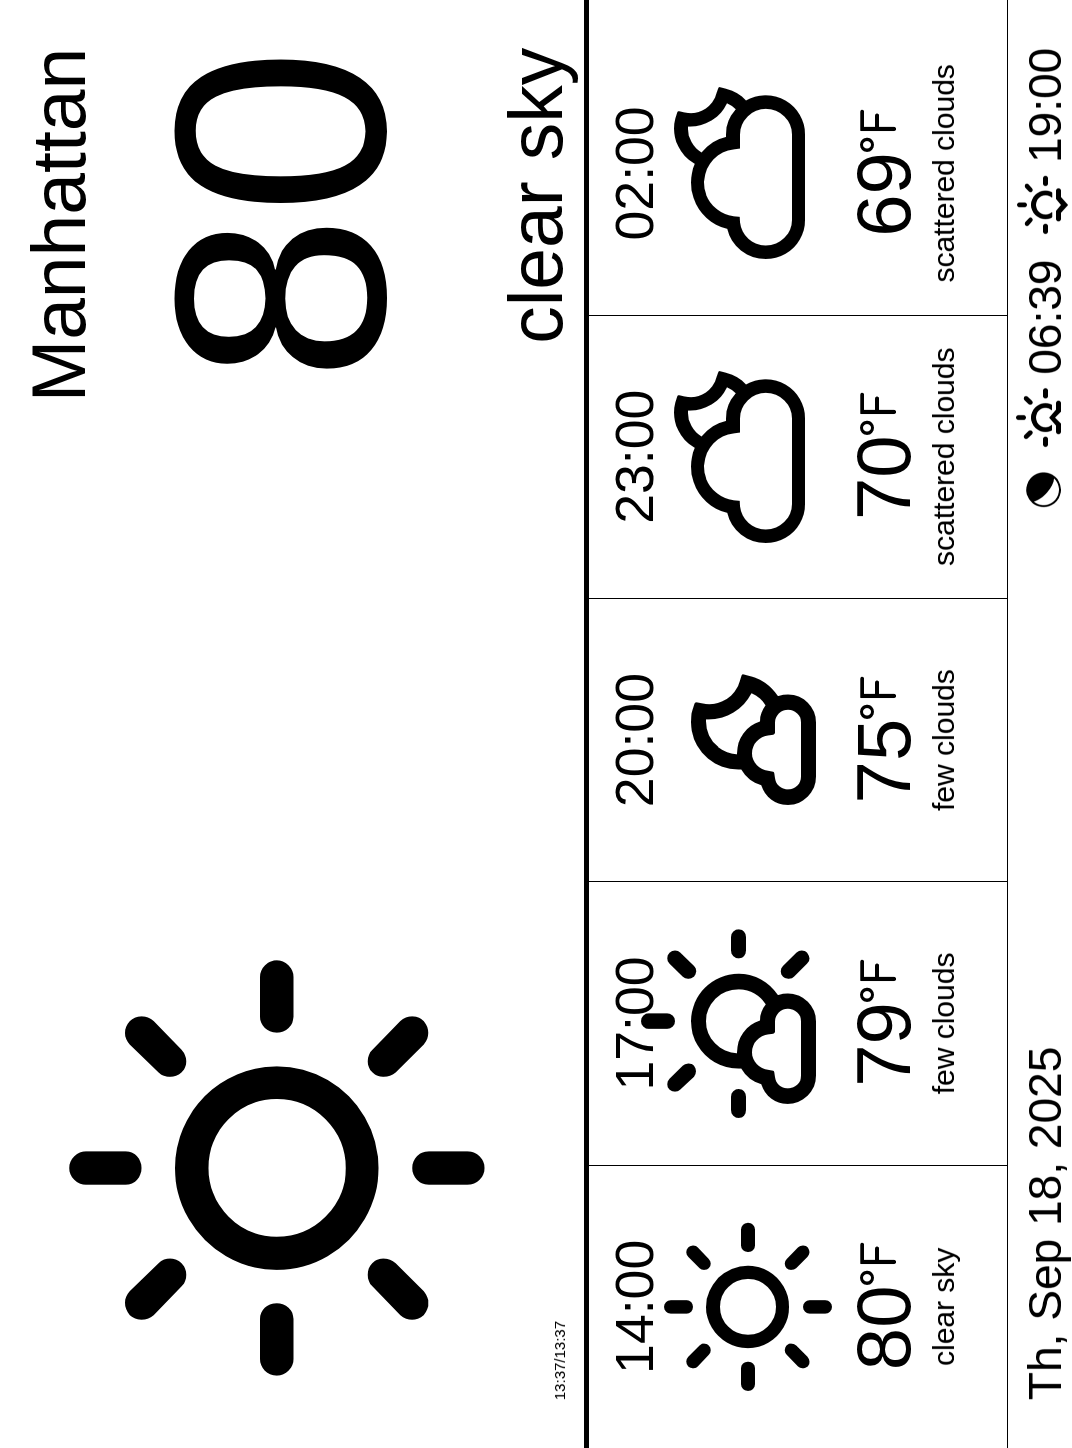 Manhattan
80
clear sky
13:37/13:37
14:00
80°F
clear sky
17:00
79°F
few clouds
20:00
75°F
few clouds
23:00
70°F
scattered clouds
02:00
69°F
scattered clouds
Th, Sep 18, 2025
06:39
19:00